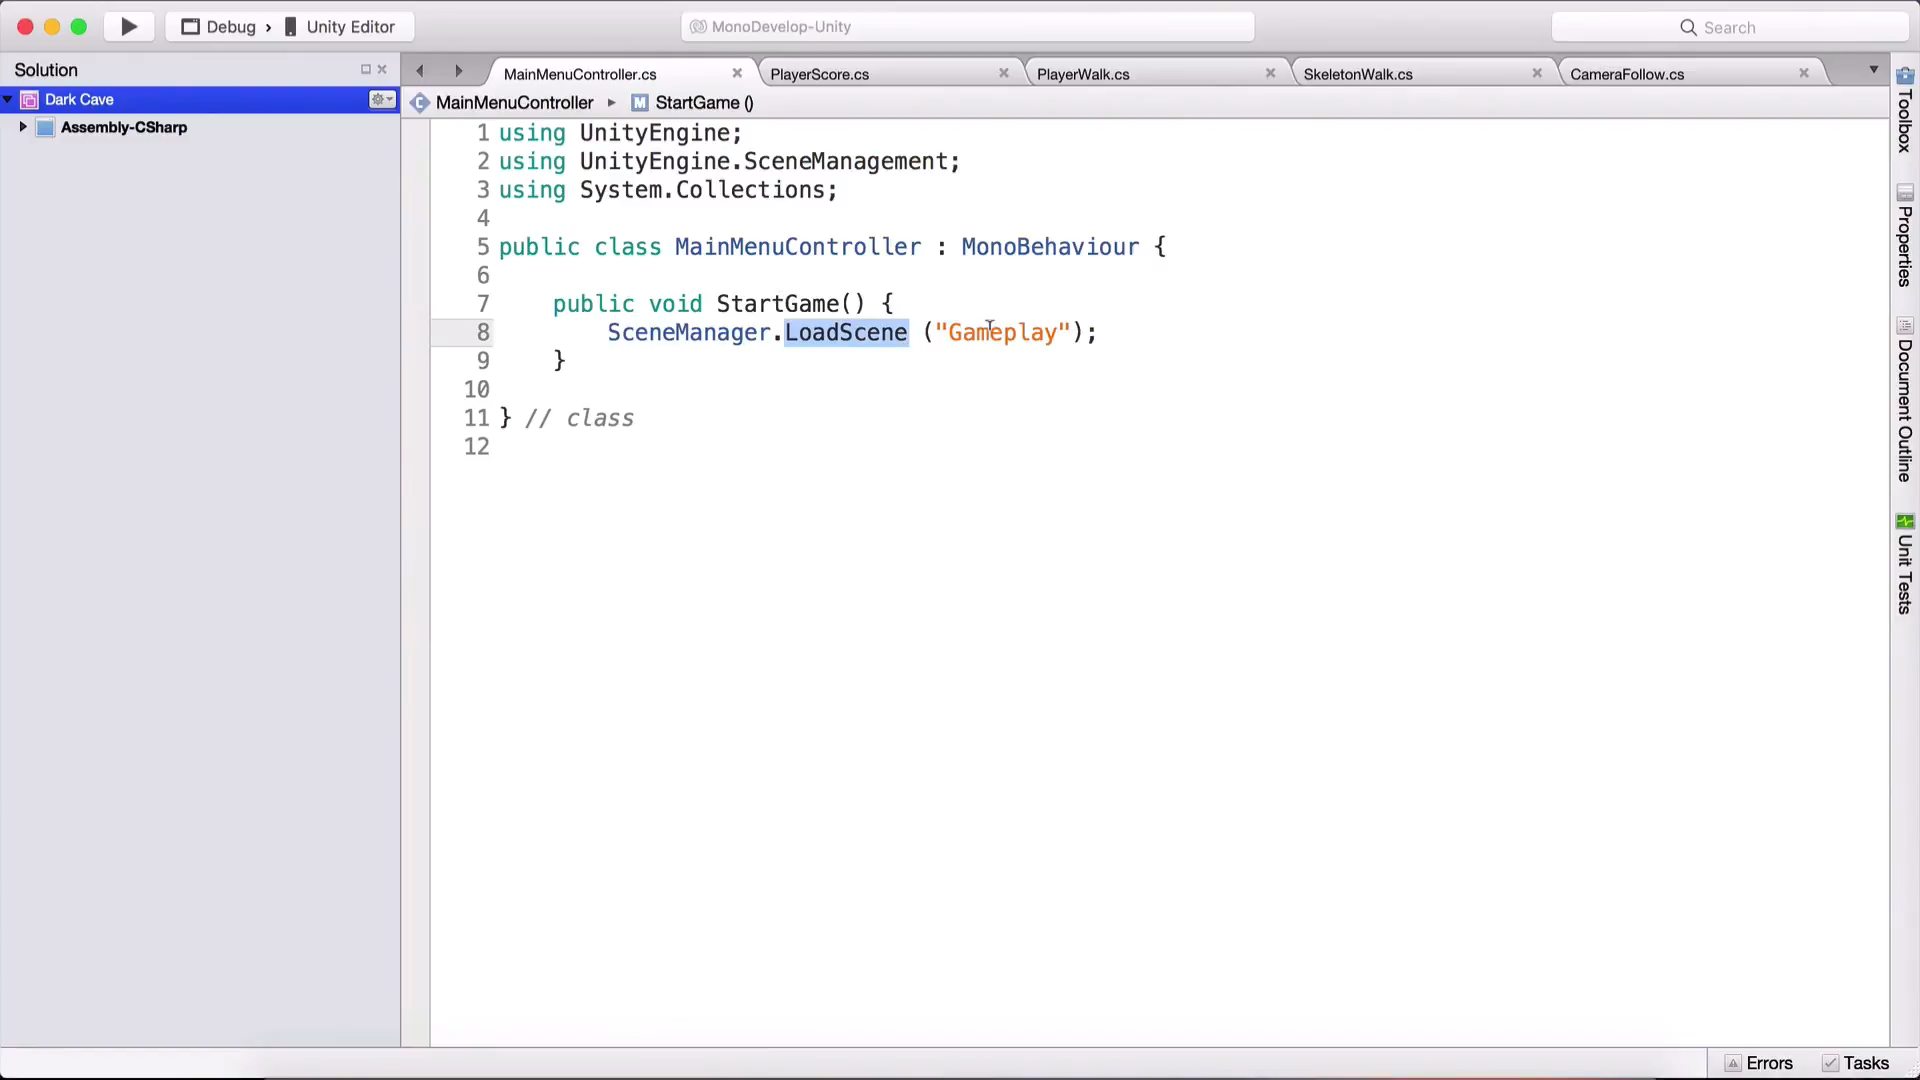 Debug › Unity Editor
MonoDevelop-Unity
Search
Solution
MainMenuController.cs
PlayerScore.cs
PlayerWalk.cs
SkeletonWalk.cs
CameraFollow.cs
Dark Cave
Assembly-CSharp
MainMenuController ▸ M StartGame ()
1 using UnityEngine;
2 using UnityEngine.SceneManagement;
3 using System.Collections;
4
5 public class MainMenuController : MonoBehaviour {
6
7 public void StartGame() {
8 SceneManager.LoadScene ("Gameplay");
9 }
10
11 } // class
12
Toolbox
Properties
Document Outline
Unit Tests
Errors
Tasks